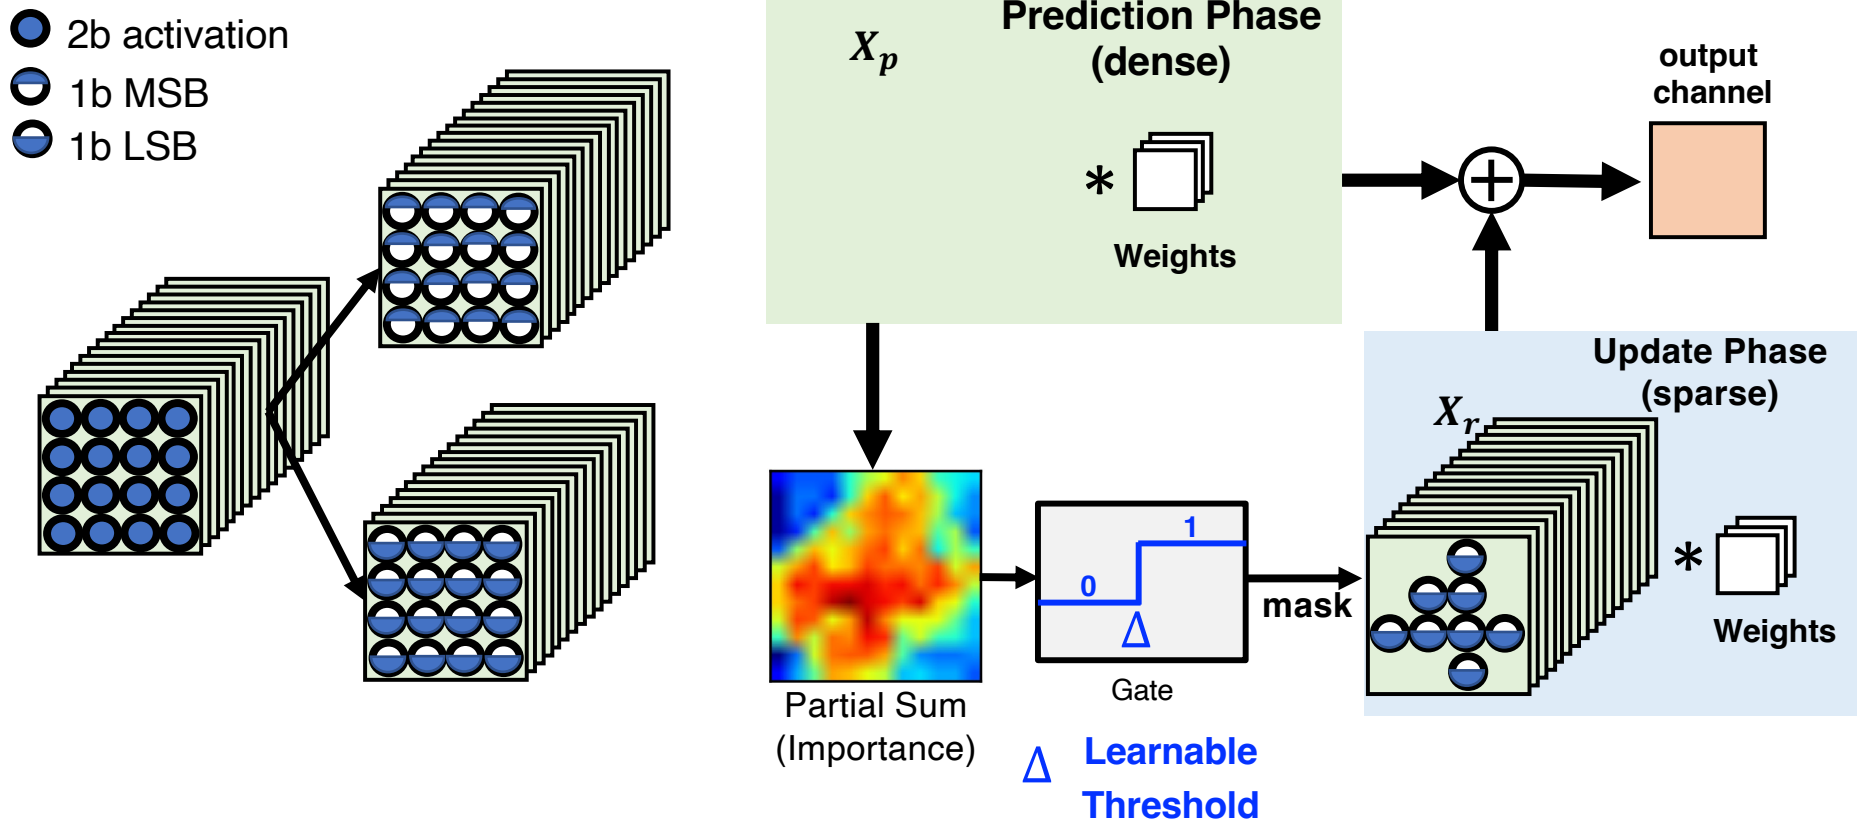 2b activation
1b MSB
1b LSB
Prediction Phase
(dense)
X_p
*
Weights
output
channel
+
Update Phase
(sparse)
X_r
*
Weights
1
0
Δ
mask
Gate
Partial Sum
(Importance)
Δ Learnable
Threshold